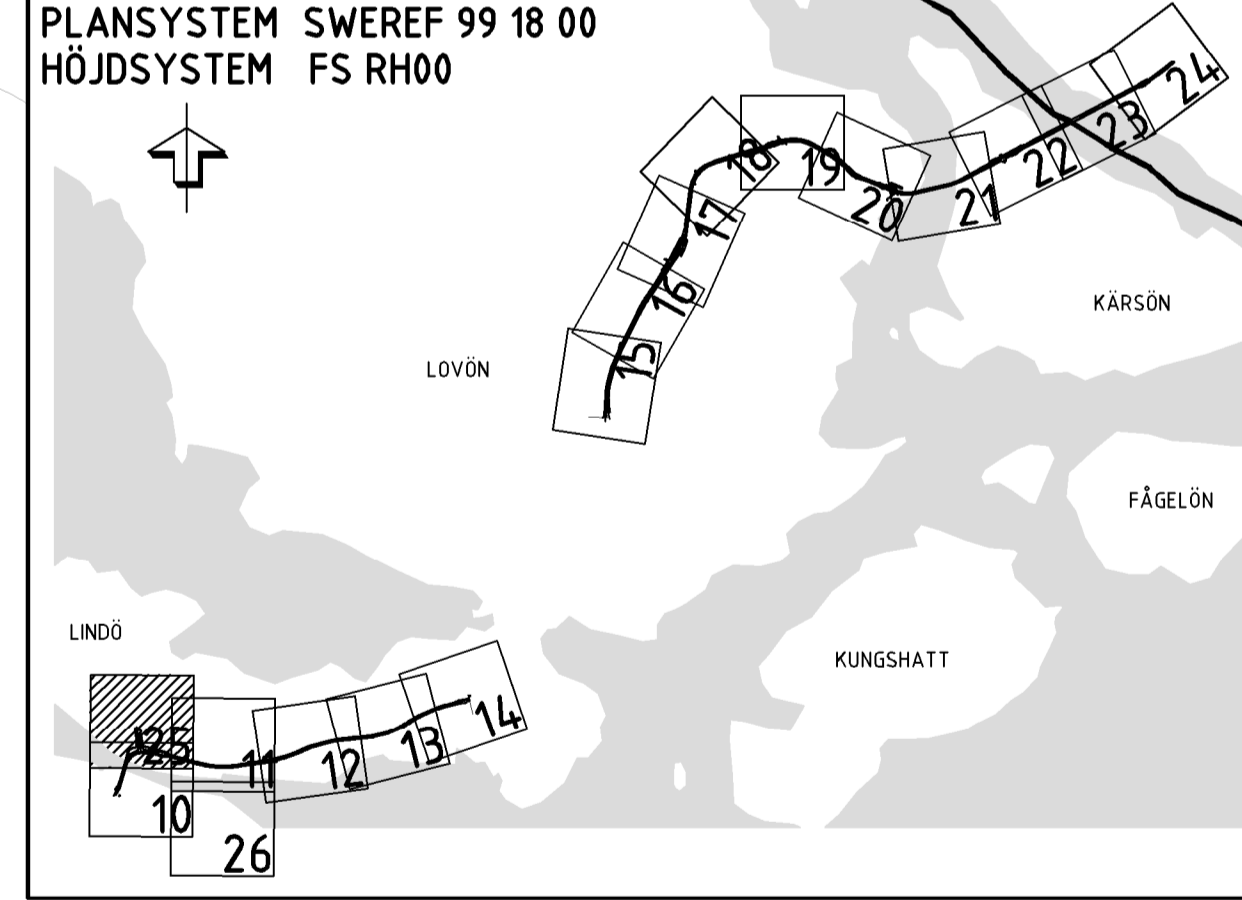 PLANSYSTEM SWEREF 99 18 00
HÖJDSYSTEM FS RH00
24
23
22
21
20
19
18
17
16
15
KÄRSÖN
LOVÖN
FÅGELÖN
LINDÖ
KUNGSHATT
14
13
12
11
25
10
26